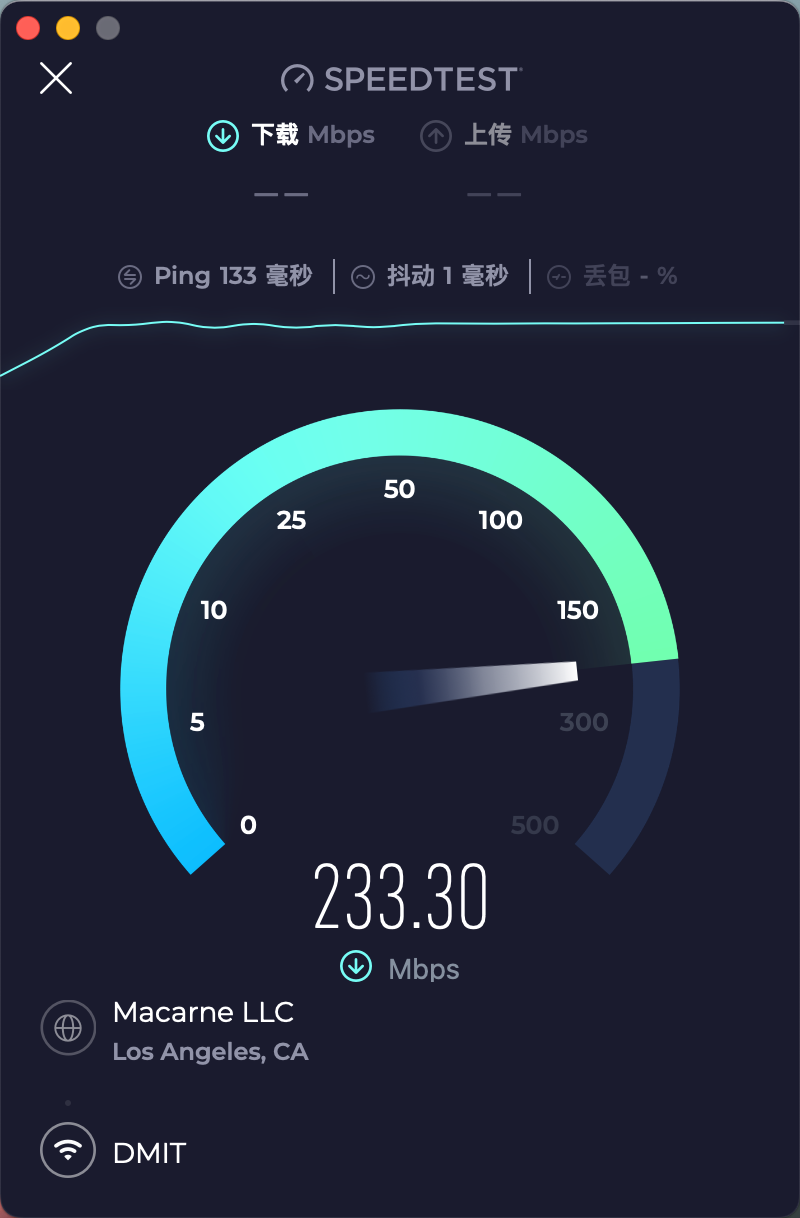 SPEEDTEST
下载 Mbps 上传 Mbps
Ping 133 毫秒 抖动 1 毫秒 丢包 - %
50
25 100
10 150
5 300
0 500
233.30
Mbps
Macarne LLC
Los Angeles, CA
DMIT